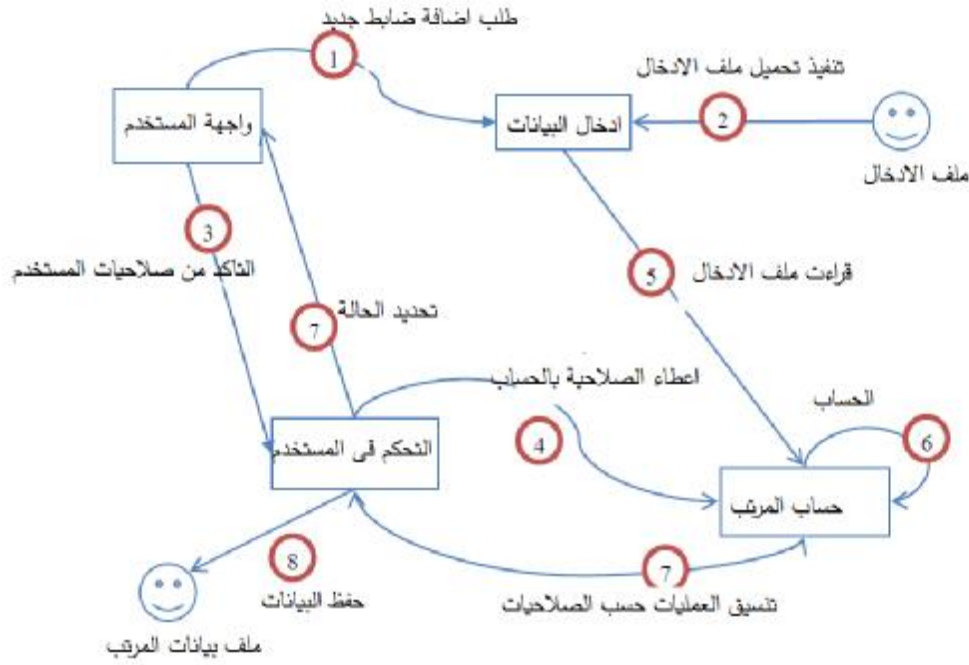 طلب اضافة ضابط جديد
1
تنفيذ تحميل ملف الادخال
واجهة المستخدم
ادخال البيانات
2
ملف الادخال
3
التاكد من صلاحيات المستخدم
5
قراءت ملف الادخال
7
تحديد الحالة
اعطاء الصلاحية بالحساب
الحساب
4
6
التحكم فى المستخدم
حساب المرتب
8
7
حفظ البيانات
تنسيق العمليات حسب الصلاحيات
ملف بيانات المرتب